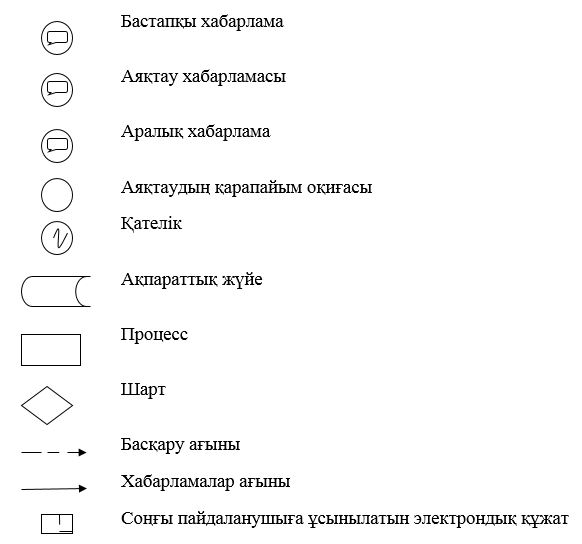 Бастапқы хабарлама
Аяқтау хабарламасы
Аралық хабарлама
Аяқтаудың қарапайым оқиғасы
Қателік
Ақпараттық жүйе
Процесс
Шарт
Басқару ағыны
Хабарламалар ағыны
Соңғы пайдаланушыға ұсынылатын электрондық құжат